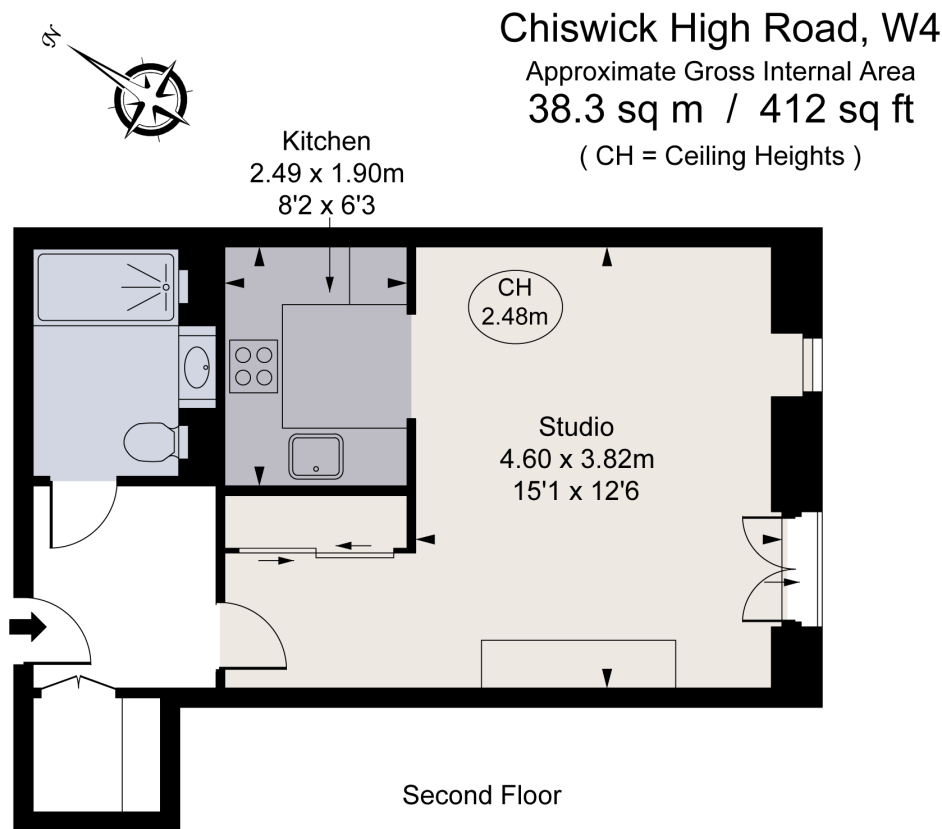 N
Chiswick High Road, W4
Approximate Gross Internal Area
38.3 sq m / 412 sq ft
( CH = Ceiling Heights )
Kitchen
2.49 x 1.90m
8'2 x 6'3
CH
2.48m
Studio
4.60 x 3.82m
15'1 x 12'6
Second Floor